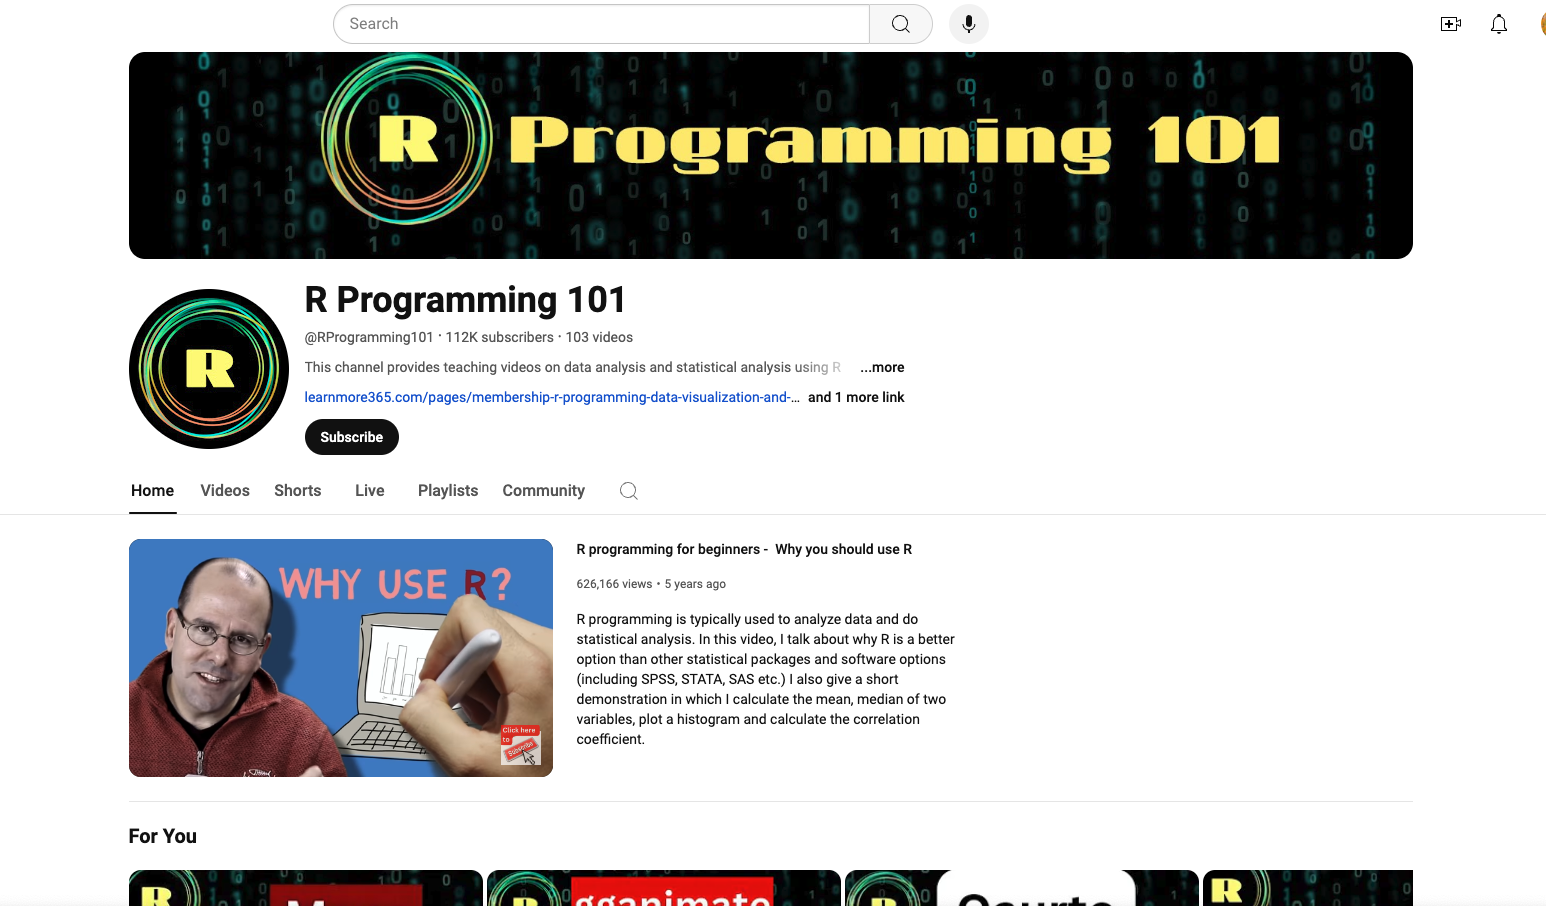 Search
R Programming 101
R Programming 101
@RProgramming101 · 112K subscribers · 103 videos
This channel provides teaching videos on data analysis and statistical analysis using R ...more
learnmore365.com/pages/membership-r-programming-data-visualization-and-... and 1 more link
Subscribe
R
Home Videos Shorts Live Playlists Community
WHY USE R?
Click here
to
Subscribe
R programming for beginners - Why you should use R
626,166 views • 5 years ago
R programming is typically used to analyze data and do
statistical analysis. In this video, I talk about why R is a better
option than other statistical packages and software options
(including SPSS, STATA, SAS etc.) I also give a short
demonstration in which I calculate the mean, median of two
variables, plot a histogram and calculate the correlation
coefficient.
For You
R
gganimate
R
R
Quarto
R